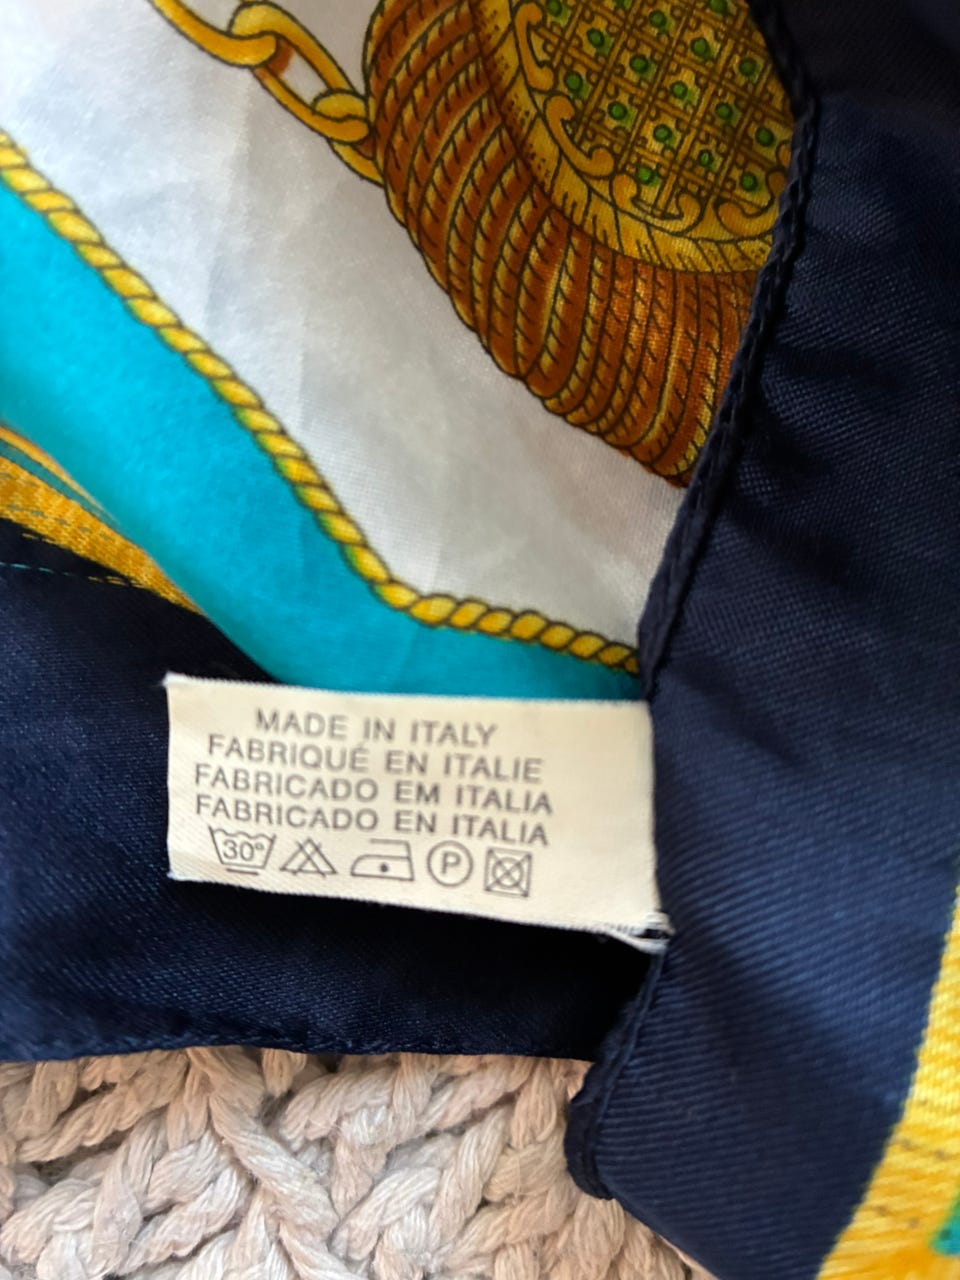 MADE IN ITALY
FABRIQUÉ EN ITALIE
FABRICADO EM ITALIA
FABRICADO EN ITALIA
30° P